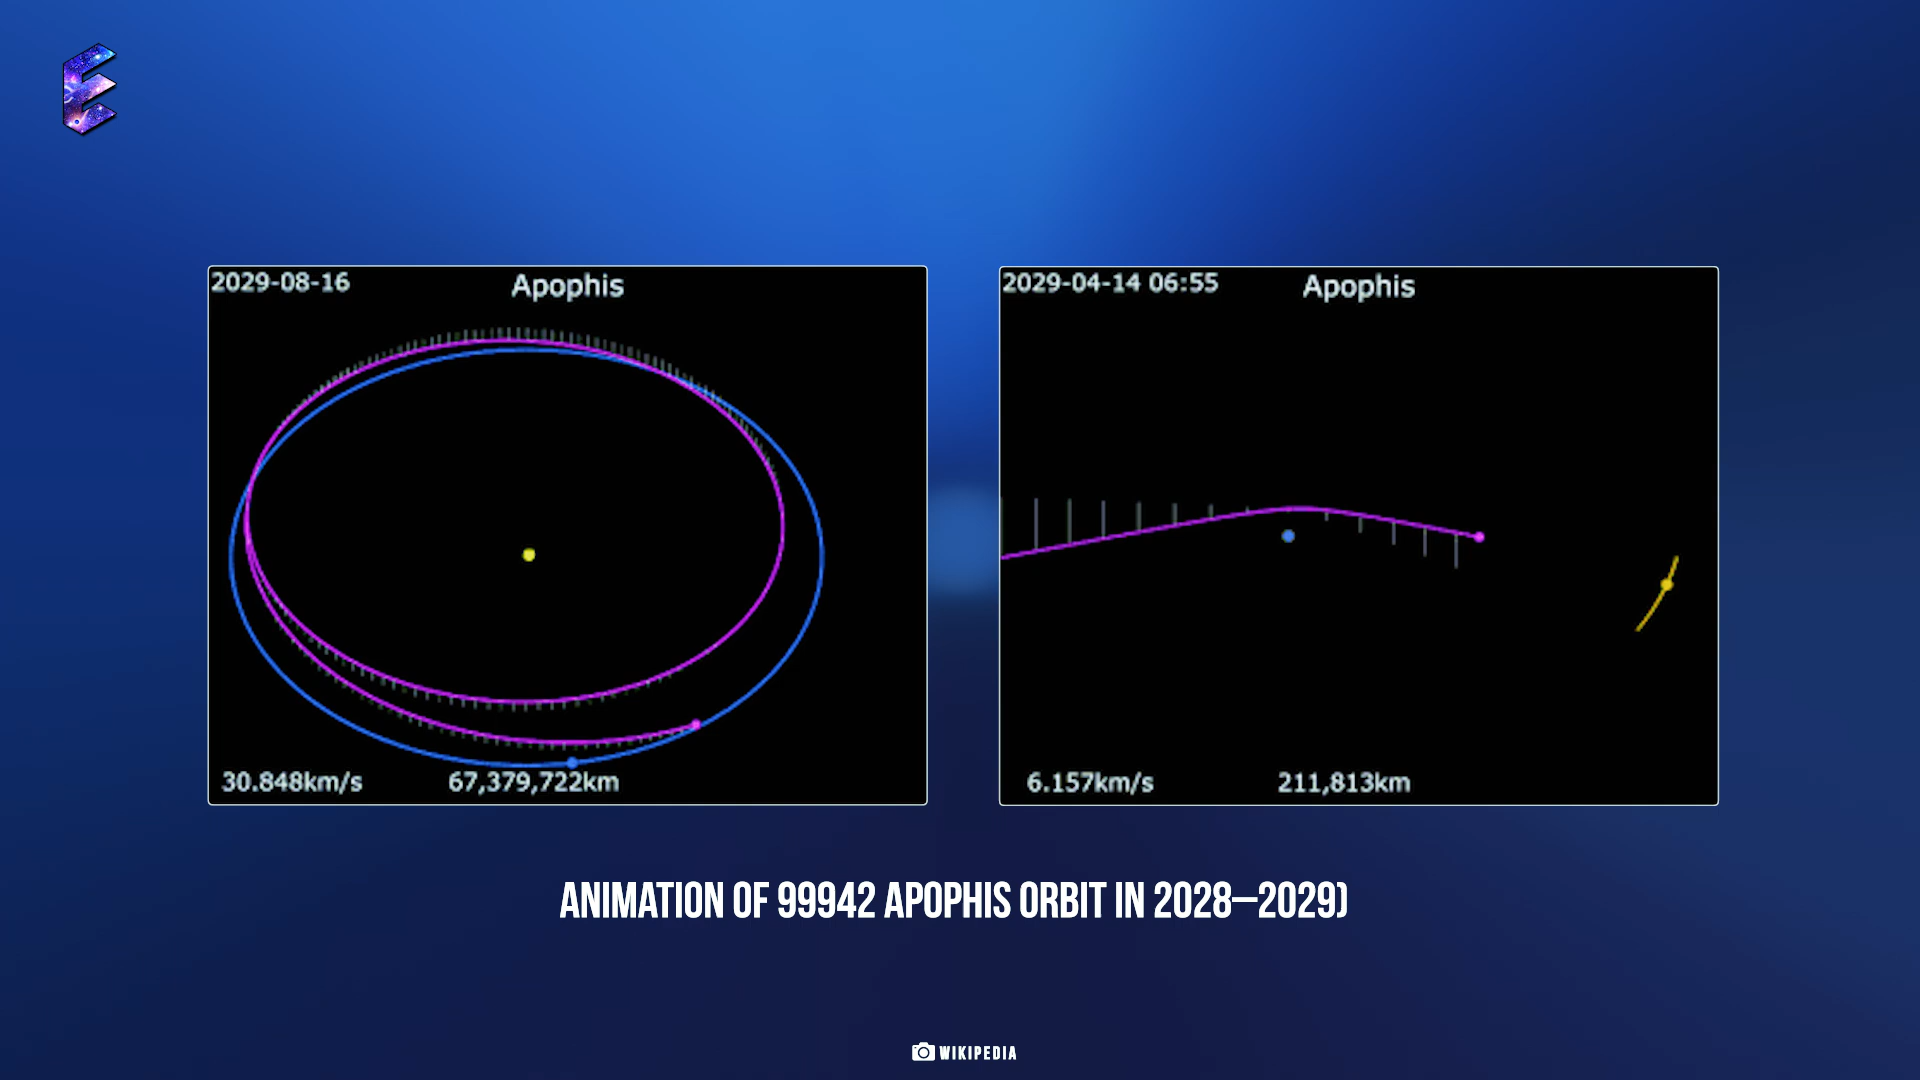 2029-08-16
Apophis
30.848km/s
67,379,722km
2029-04-14 06:55
Apophis
6.157km/s
211,813km
ANIMATION OF 99942 APOPHIS ORBIT IN 2028–2029)
WIKIPEDIA